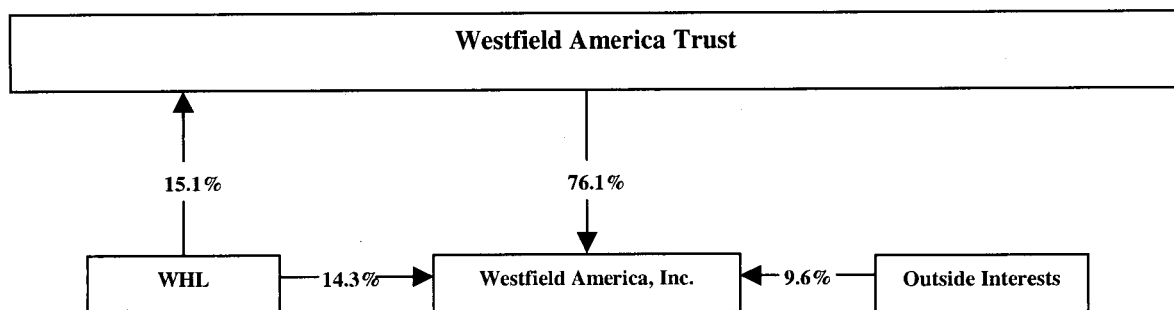 Westfield America Trust
15.1%
76.1%
WHL
14.3%
Westfield America, Inc.
9.6%
Outside Interests